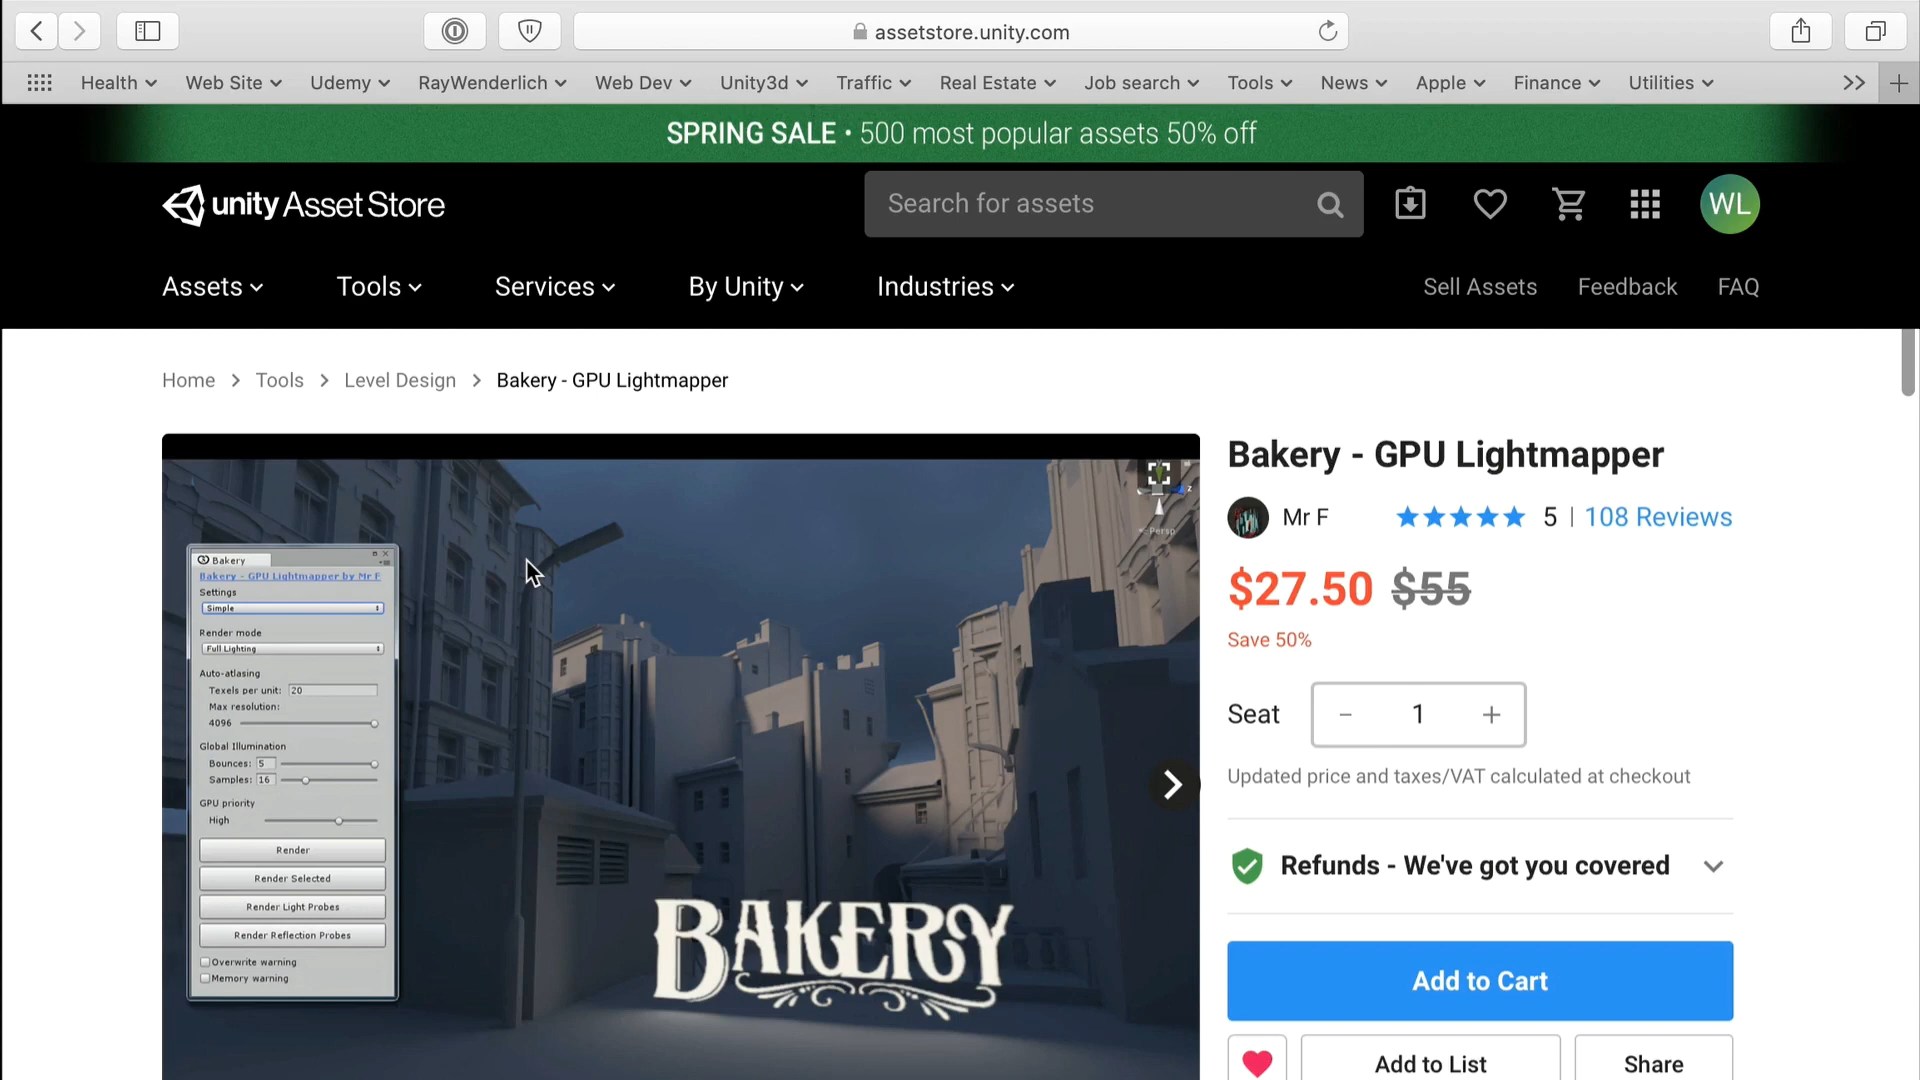 assetstore.unity.com
Health Web Site Udemy RayWenderlich Web Dev Unity3d Traffic Real Estate Job search Tools News Apple Finance Utilities
SPRING SALE • 500 most popular assets 50% off
unity Asset Store
Search for assets
WL
Assets Tools Services By Unity Industries
Sell Assets Feedback FAQ
Home > Tools > Level Design > Bakery - GPU Lightmapper
Bakery - GPU Lightmapper
Mr F
5 | 108 Reviews
$27.50 $55
Save 50%
Seat - 1 +
Updated price and taxes/VAT calculated at checkout
Refunds - We've got you covered
Add to Cart
Add to List
Share
Bakery
Bakery - GPU Lightmapper by Mr F
Settings
Simple
Render mode
Full Lighting
Auto-atlasing
Texels per unit: 20
Max resolution:
4096
Global Illumination
Bounces: 5
Samples: 16
GPU priority
High
Render
Render Selected
Render Light Probes
Render Reflection Probes
Overwrite warning
Memory warning
Persp
BAKERY